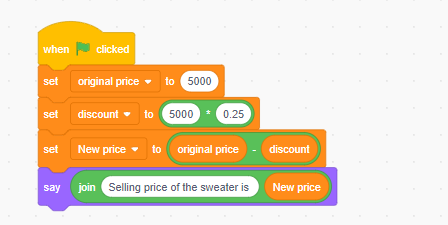 when clicked
set original price to 5000
set discount to 5000 * 0.25
set New price to original price - discount
say join Selling price of the sweater is New price